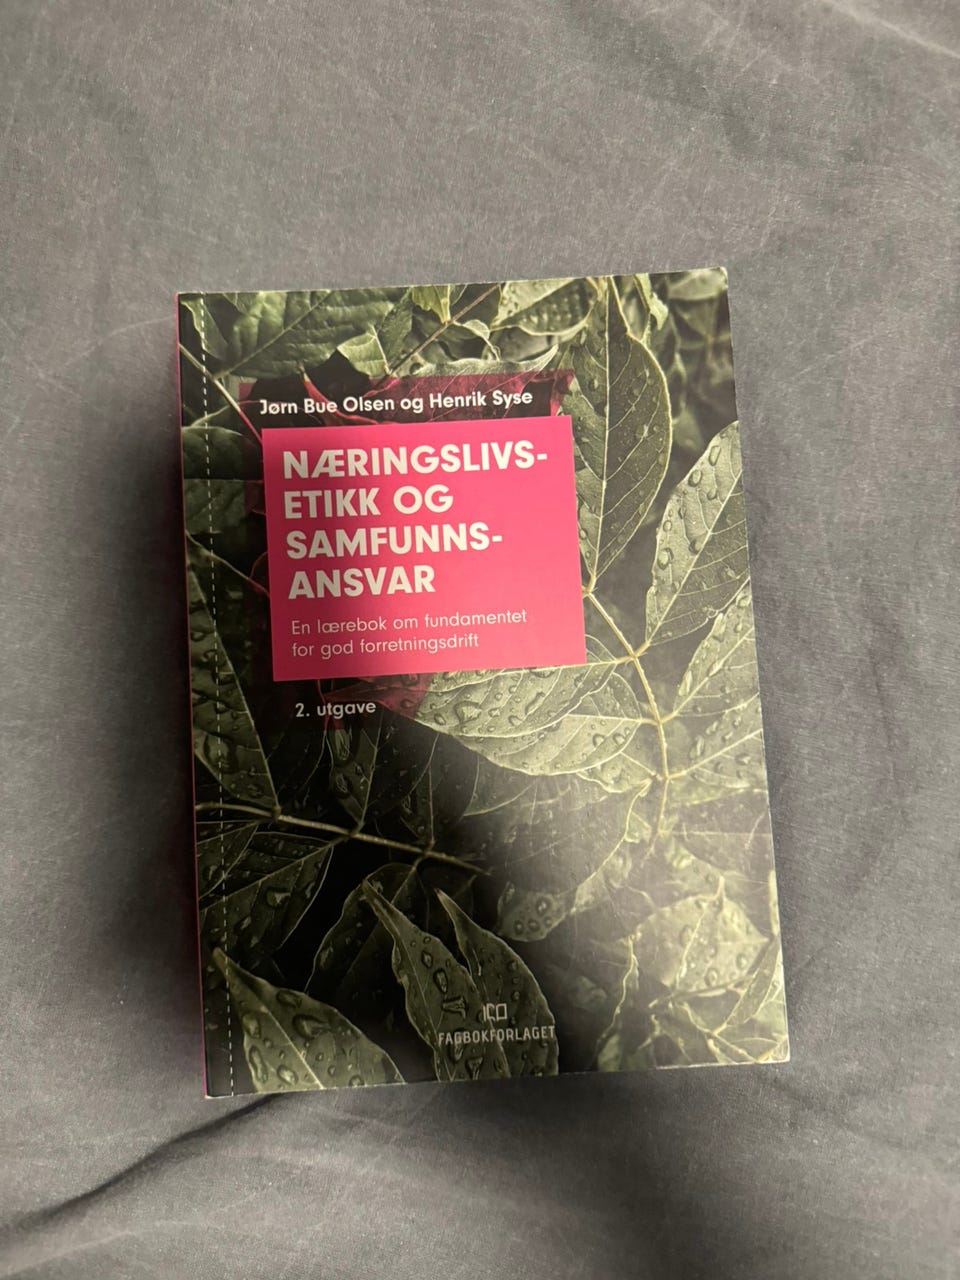 Jørn Bue Olsen og Henrik Syse
NÆRINGSLIVS-
ETIKK OG
SAMFUNNS-
ANSVAR
En lærebok om fundamentet
for god forretningsdrift
2. utgave
FAGBOKFORLAGET